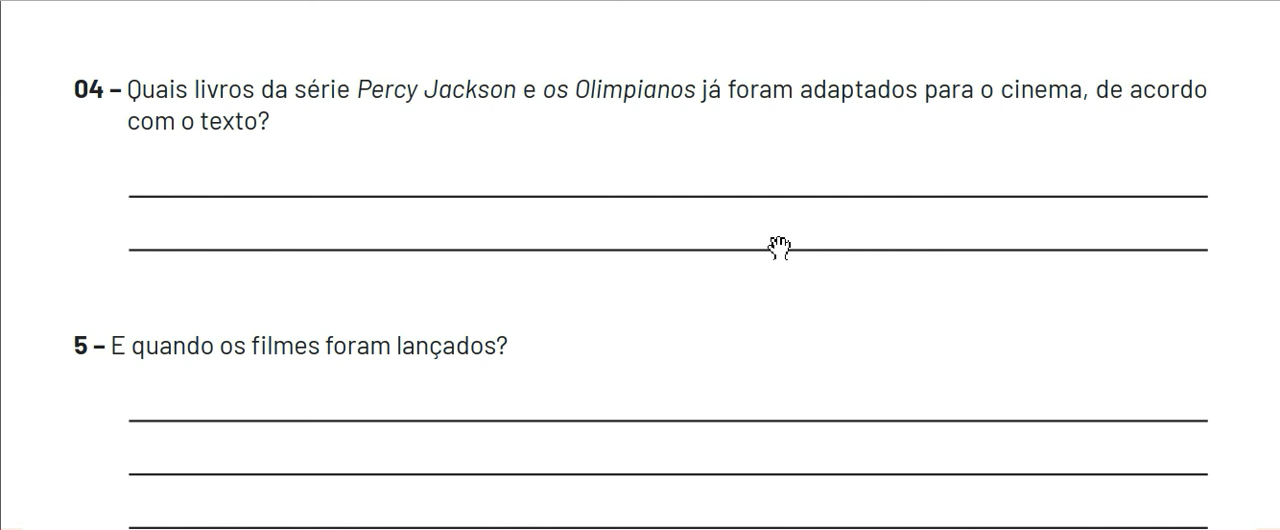 04 – Quais livros da série Percy Jackson e os Olimpianos já foram adaptados para o cinema, de acordo
com o texto?
5 – E quando os filmes foram lançados?